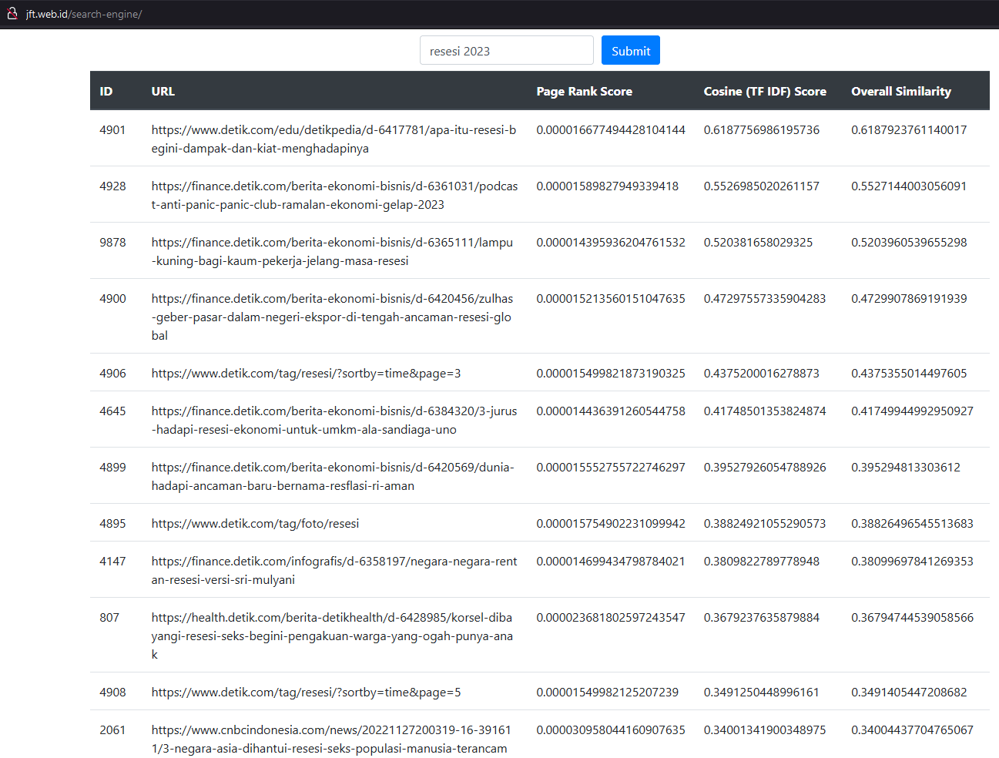 jft.web.id/search-engine/
resesi 2023 Submit
ID URL Page Rank Score Cosine (TF IDF) Score Overall Similarity
4901 https://www.detik.com/edu/detikpedia/d-6417781/apa-itu-resesi-b 0.000016677494428104144 0.6187756986195736 0.6187923761140017
egini-dampak-dan-kiat-menghadapinya
4928 https://finance.detik.com/berita-ekonomi-bisnis/d-6361031/podcas 0.00001589827949339418 0.5526985020261157 0.5527144003056091
t-anti-panic-panic-club-ramalan-ekonomi-gelap-2023
9878 https://finance.detik.com/berita-ekonomi-bisnis/d-6365111/lampu 0.000014395936204761532 0.520381658029325 0.5203960539655298
-kuning-bagi-kaum-pekerja-jelang-masa-resesi
4900 https://finance.detik.com/berita-ekonomi-bisnis/d-6420456/zulhas 0.000015213560151047635 0.47297557335904283 0.4729907869191939
-geber-pasar-dalam-negeri-ekspor-di-tengah-ancaman-resesi-glo
bal
4906 https://www.detik.com/tag/resesi/?sortby=time&page=3 0.000015499821873190325 0.4375200016278873 0.4375355014497605
4645 https://finance.detik.com/berita-ekonomi-bisnis/d-6384320/3-jurus 0.000014436391260544758 0.41748501353824874 0.41749944992950927
-hadapi-resesi-ekonomi-untuk-umkm-ala-sandiaga-uno
4899 https://finance.detik.com/berita-ekonomi-bisnis/d-6420569/dunia- 0.000015552755722746297 0.39527926054788926 0.395294813303612
hadapi-ancaman-baru-bernama-resflasi-ri-aman
4895 https://www.detik.com/tag/foto/resesi 0.000015754902231099942 0.38824921055290573 0.38826496545513683
4147 https://finance.detik.com/infografis/d-6358197/negara-negara-rent 0.000014699434798784021 0.3809822789778948 0.38099697841269353
an-resesi-versi-sri-mulyani
807 https://health.detik.com/berita-detikhealth/d-6428985/korsel-diba 0.000023681802597243547 0.3679237635879884 0.36794744539058566
yangi-resesi-seks-begini-pengakuan-warga-yang-ogah-punya-ana
k
4908 https://www.detik.com/tag/resesi/?sortby=time&page=5 0.00001549982125207239 0.3491250448996161 0.3491405447208682
2061 https://www.cnbcindonesia.com/news/20221127200319-16-39161 0.000030958044160907635 0.34001341900348975 0.34004437704765067
1/3-negara-asia-dihantui-resesi-seks-populasi-manusia-terancam